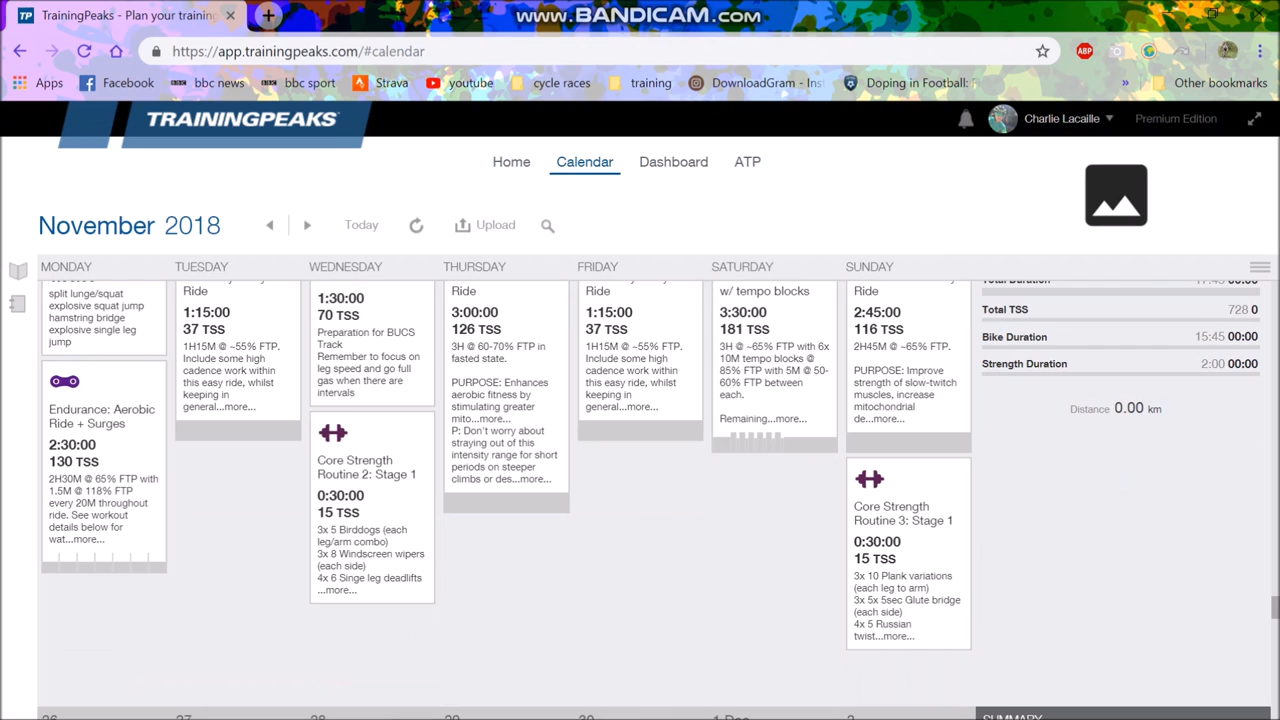 www.BANDICAM.com
TrainingPeaks - Plan your training
https://app.trainingpeaks.com/#calendar
ABP
Apps
Facebook
bbc news
bbc sport
Strava
youtube
cycle races
training
DownloadGram - Inst
Doping in Football:
»
Other bookmarks
TRAININGPEAKS
Charlie Lacaille
Premium Edition
Home
Calendar
Dashboard
ATP
November 2018
Today
Upload
MONDAY
TUESDAY
WEDNESDAY
THURSDAY
FRIDAY
SATURDAY
SUNDAY
split lunge/squat
explosive squat jump
hamstring bridge
explosive single leg
jump
Endurance: Aerobic
Ride + Surges
2:30:00
130 TSS
2H30M @ 65% FTP with
1.5M @ 118% FTP
every 20M throughout
ride. See workout
details below for
wat...more...
Ride
1:15:00
37 TSS
1H15M @ ~55% FTP.
Include some high
cadence work within
this easy ride, whilst
keeping in
general...more...
1:30:00
70 TSS
Preparation for BUCS
Track
Remember to focus on
leg speed and go full
gas when there are
intervals
Core Strength
Routine 2: Stage 1
0:30:00
15 TSS
3x 5 Birddogs (each
leg/arm combo)
3x 8 Windscreen wipers
(each side)
4x 6 Singe leg deadlifts
...more...
Ride
3:00:00
126 TSS
3H @ 60-70% FTP in
fasted state.
PURPOSE: Enhances
aerobic fitness by
stimulating greater
mito...more...
P: Don't worry about
straying out of this
intensity range for short
periods on steeper
climbs or des...more...
Ride
1:15:00
37 TSS
1H15M @ ~55% FTP.
Include some high
cadence work within
this easy ride, whilst
keeping in
general...more...
w/ tempo blocks
3:30:00
181 TSS
3H @ ~65% FTP with 6x
10M tempo blocks @
85% FTP with 5M @ 50-
60% FTP between
each.
Remaining...more...
Ride
2:45:00
116 TSS
2H45M @ ~65% FTP.
PURPOSE: Improve
strength of slow-twitch
muscles, increase
mitochondrial
de...more...
Core Strength
Routine 3: Stage 1
0:30:00
15 TSS
3x 10 Plank variations
(each leg to arm)
3x 5x 5sec Glute bridge
(each side)
4x 5 Russian
twist...more...
Total Duration
Total TSS 728 0
Bike Duration 15:45 00:00
Strength Duration 2:00 00:00
Distance 0.00 km
26
27
28
29
30
1 Dec
2
SUMMARY